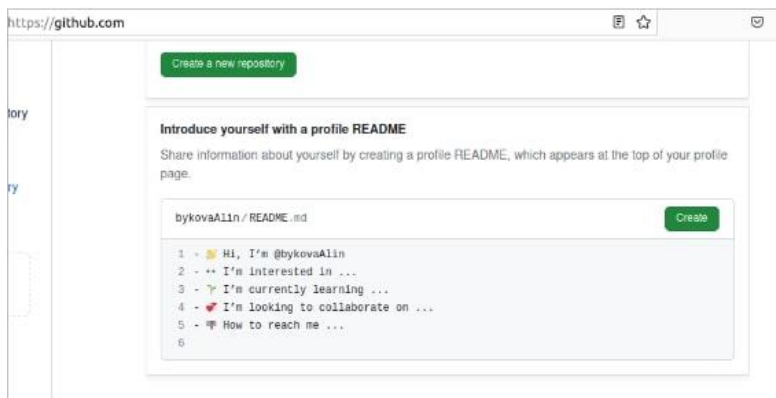 https://github.com
Create a new repository
tory
Introduce yourself with a profile README
Share information about yourself by creating a profile README, which appears at the top of your profile
page.
ry
bykovaAlin/README.md
Create
1 - 👋 Hi, I'm @bykovaAlin
2 - 👀 I'm interested in ...
3 - 🌱 I'm currently learning ...
4 - 💞️ I'm looking to collaborate on ...
5 - 📫 How to reach me ...
6